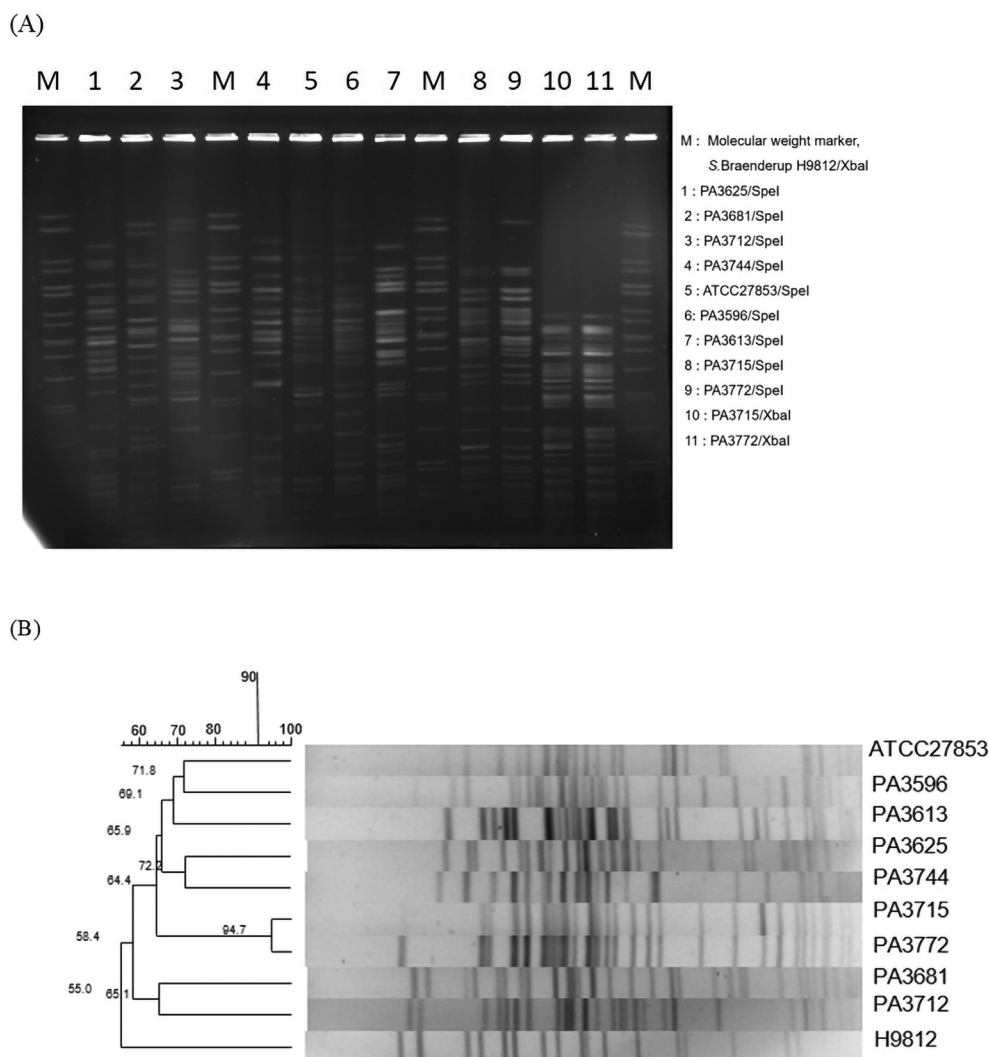 (A)
M 1 2 3 M 4 5 6 7 M 8 9 10 11 M
M : Molecular weight marker,
S.Braenderup H9812/XbaI
1 : PA3625/SpeI
2 : PA3681/SpeI
3 : PA3712/SpeI
4 : PA3744/SpeI
5 : ATCC27853/SpeI
6 : PA3596/SpeI
7 : PA3613/SpeI
8 : PA3715/SpeI
9 : PA3772/SpeI
10 : PA3715/XbaI
11 : PA3772/XbaI
(B)
90
60 70 80 100
ATCC27853
71.8
PA3596
69.1
PA3613
65.9
PA3625
72.2
PA3744
64.4
PA3715
94.7
58.4
PA3772
PA3681
55.0
65.1
PA3712
H9812